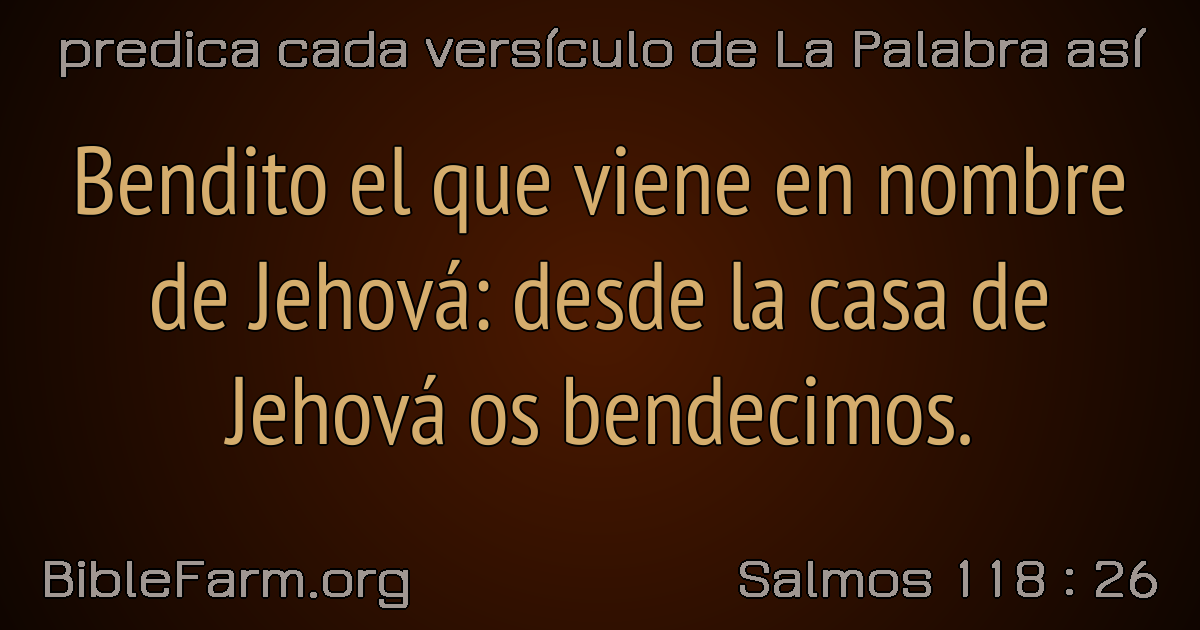 predica cada versículo de La Palabra así
Bendito el que viene en nombre
de Jehová: desde la casa de
Jehová os bendecimos.
BibleFarm.org
Salmos 118 : 26